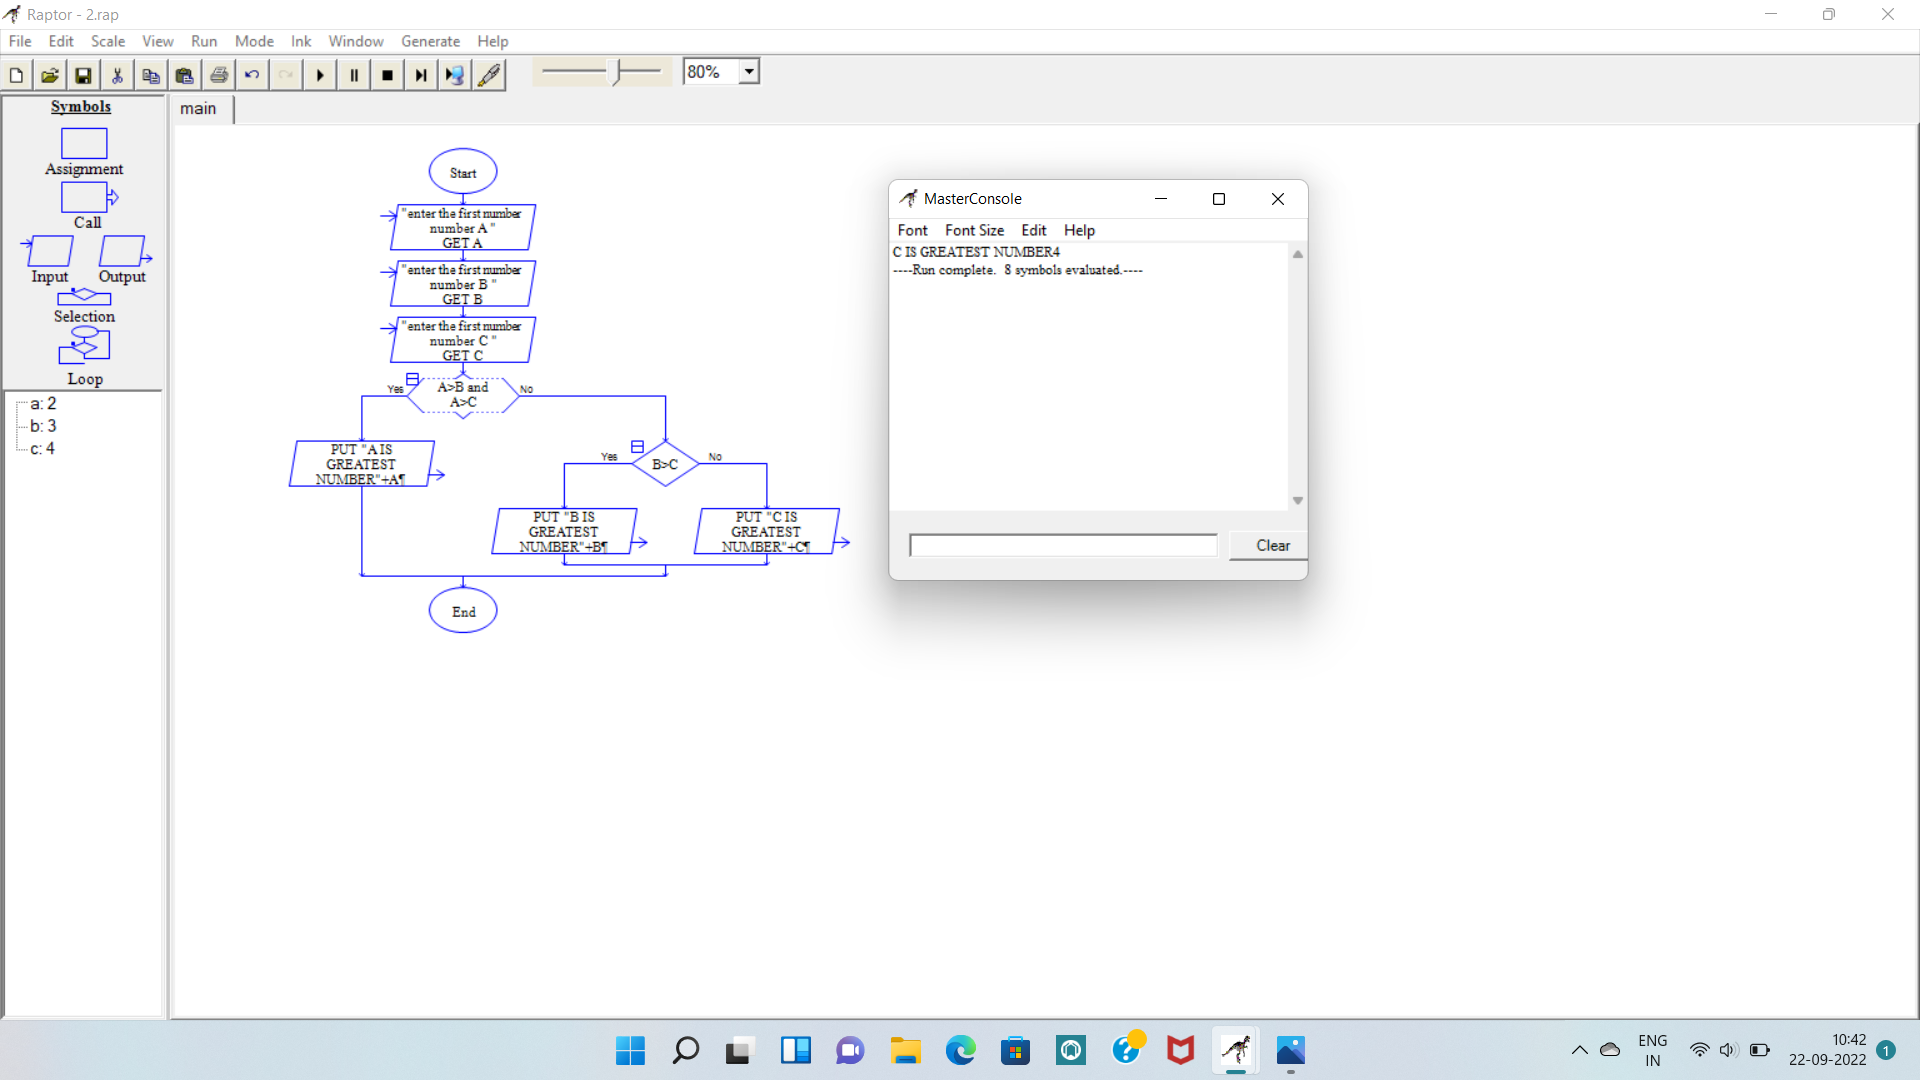 Raptor - 2.rap
File Edit Scale View Run Mode Ink Window Generate Help
80%
Symbols
Assignment
Call
Input Output
Selection
Loop
a: 2
b: 3
c: 4
main
Start
"enter the first number
number A "
GET A
"enter the first number
number B "
GET B
"enter the first number
number C "
GET C
Yes
A>B and
A>C
No
PUT "A IS
GREATEST
NUMBER"+A¶
Yes
B>C
No
PUT "B IS
GREATEST
NUMBER"+B¶
PUT "C IS
GREATEST
NUMBER"+C¶
End
MasterConsole
Font Font Size Edit Help
C IS GREATEST NUMBER4
----Run complete. 8 symbols evaluated.----
Clear
ENG
IN
10:42
22-09-2022
1